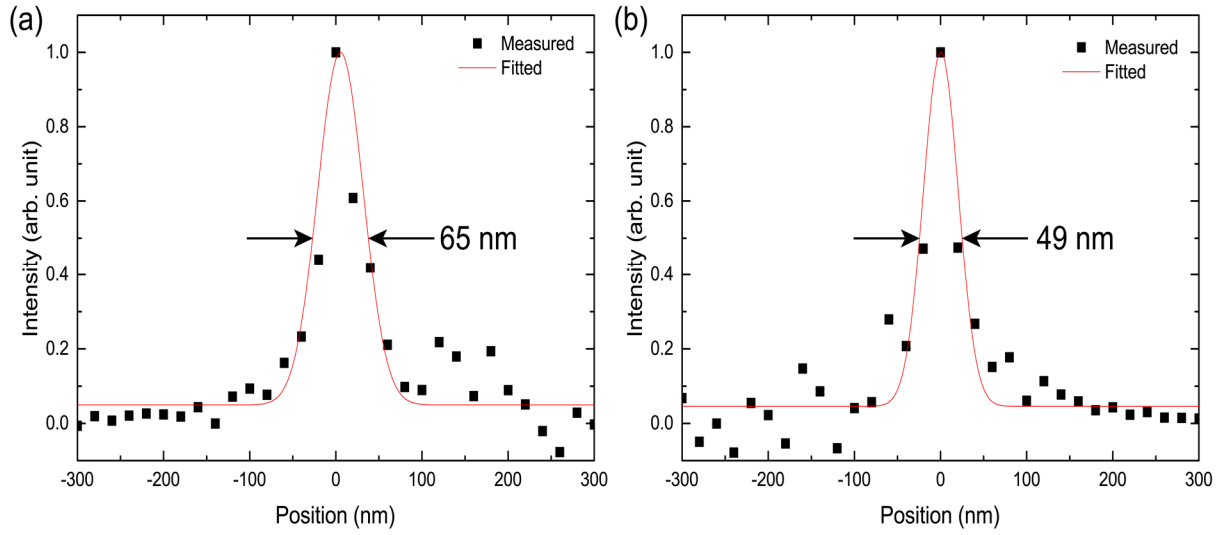 (a)
Measured
Fitted
65 nm
Intensity (arb. unit)
1.0
0.8
0.6
0.4
0.2
0.0
-300
-200
-100
0
100
200
300
Position (nm)
(b)
Measured
Fitted
49 nm
Intensity (arb. unit)
1.0
0.8
0.6
0.4
0.2
0.0
-300
-200
-100
0
100
200
300
Position (nm)